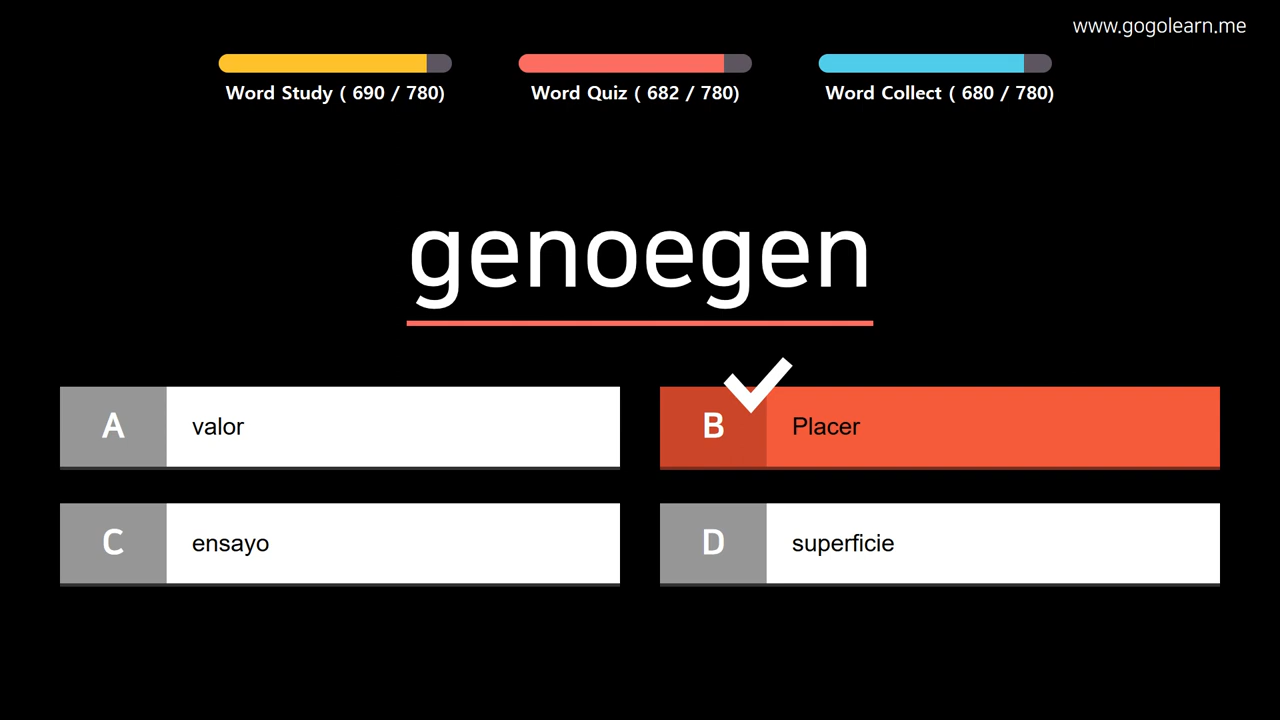 www.gogolearn.me
Word Study ( 690 / 780)
Word Quiz ( 682 / 780)
Word Collect ( 680 / 780)
genoegen
A valor
B Placer
C ensayo
D superficie